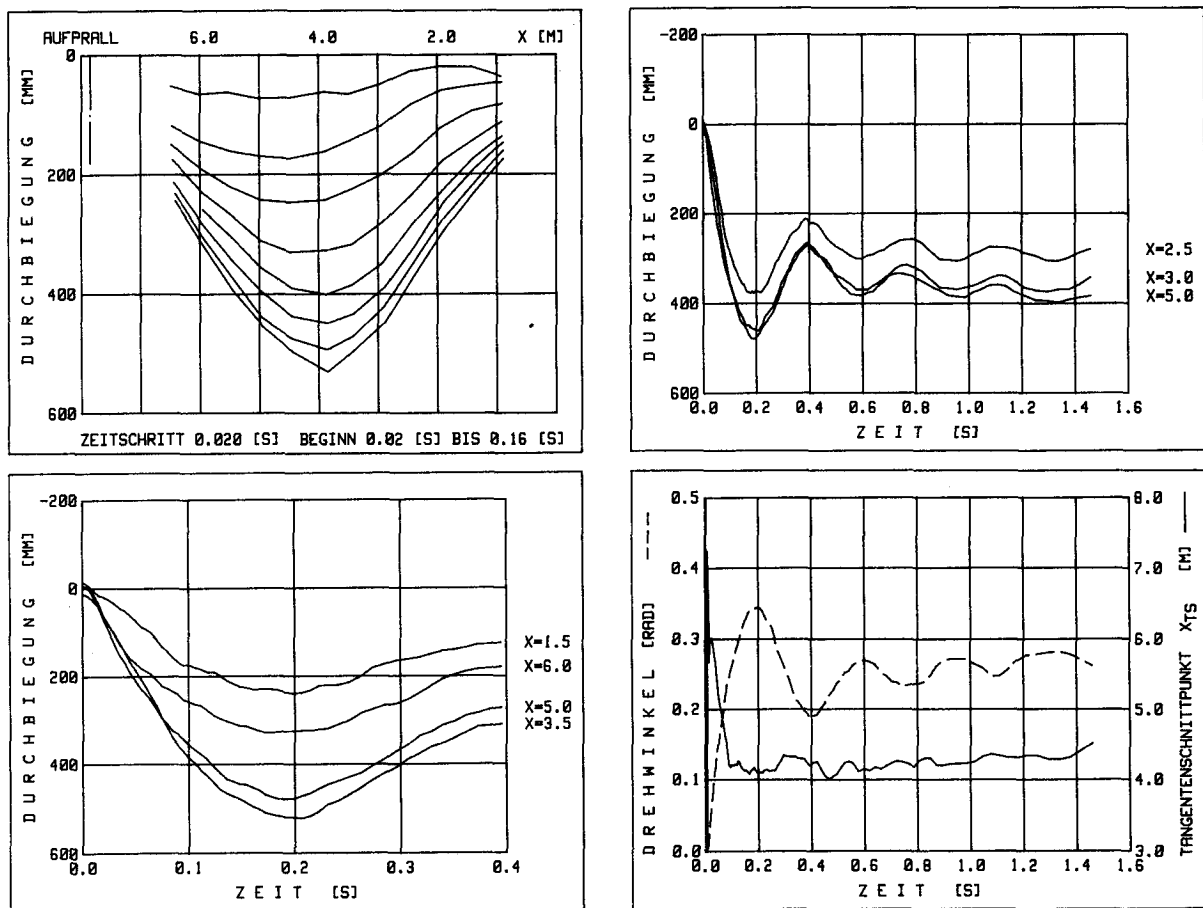 AUFPRALL 6.0 4.0 2.0 X [M]
0
200
400
600
DURCHBIEGUNG [MM]
ZEITSCHRITT 0.020 [S] BEGINN 0.02 [S] BIS 0.16 [S]
-200
0
200
400
600
DURCHBIEGUNG [MM]
X=2.5
X=3.0
X=5.0
0.0 0.2 0.4 0.6 0.8 1.0 1.2 1.4 1.6
ZEIT [S]
-200
0
200
400
600
DURCHBIEGUNG [MM]
X=1.5
X=6.0
X=5.0
X=3.5
0.0 0.1 0.2 0.3 0.4
ZEIT [S]
0.5
0.4
0.3
0.2
0.1
0.0
DREHWINKEL [RAD]
8.0
7.0
6.0
5.0
4.0
3.0
TANGENTENSCHNITTPUNKT XTS [M]
0.0 0.2 0.4 0.6 0.8 1.0 1.2 1.4 1.6
ZEIT [S]